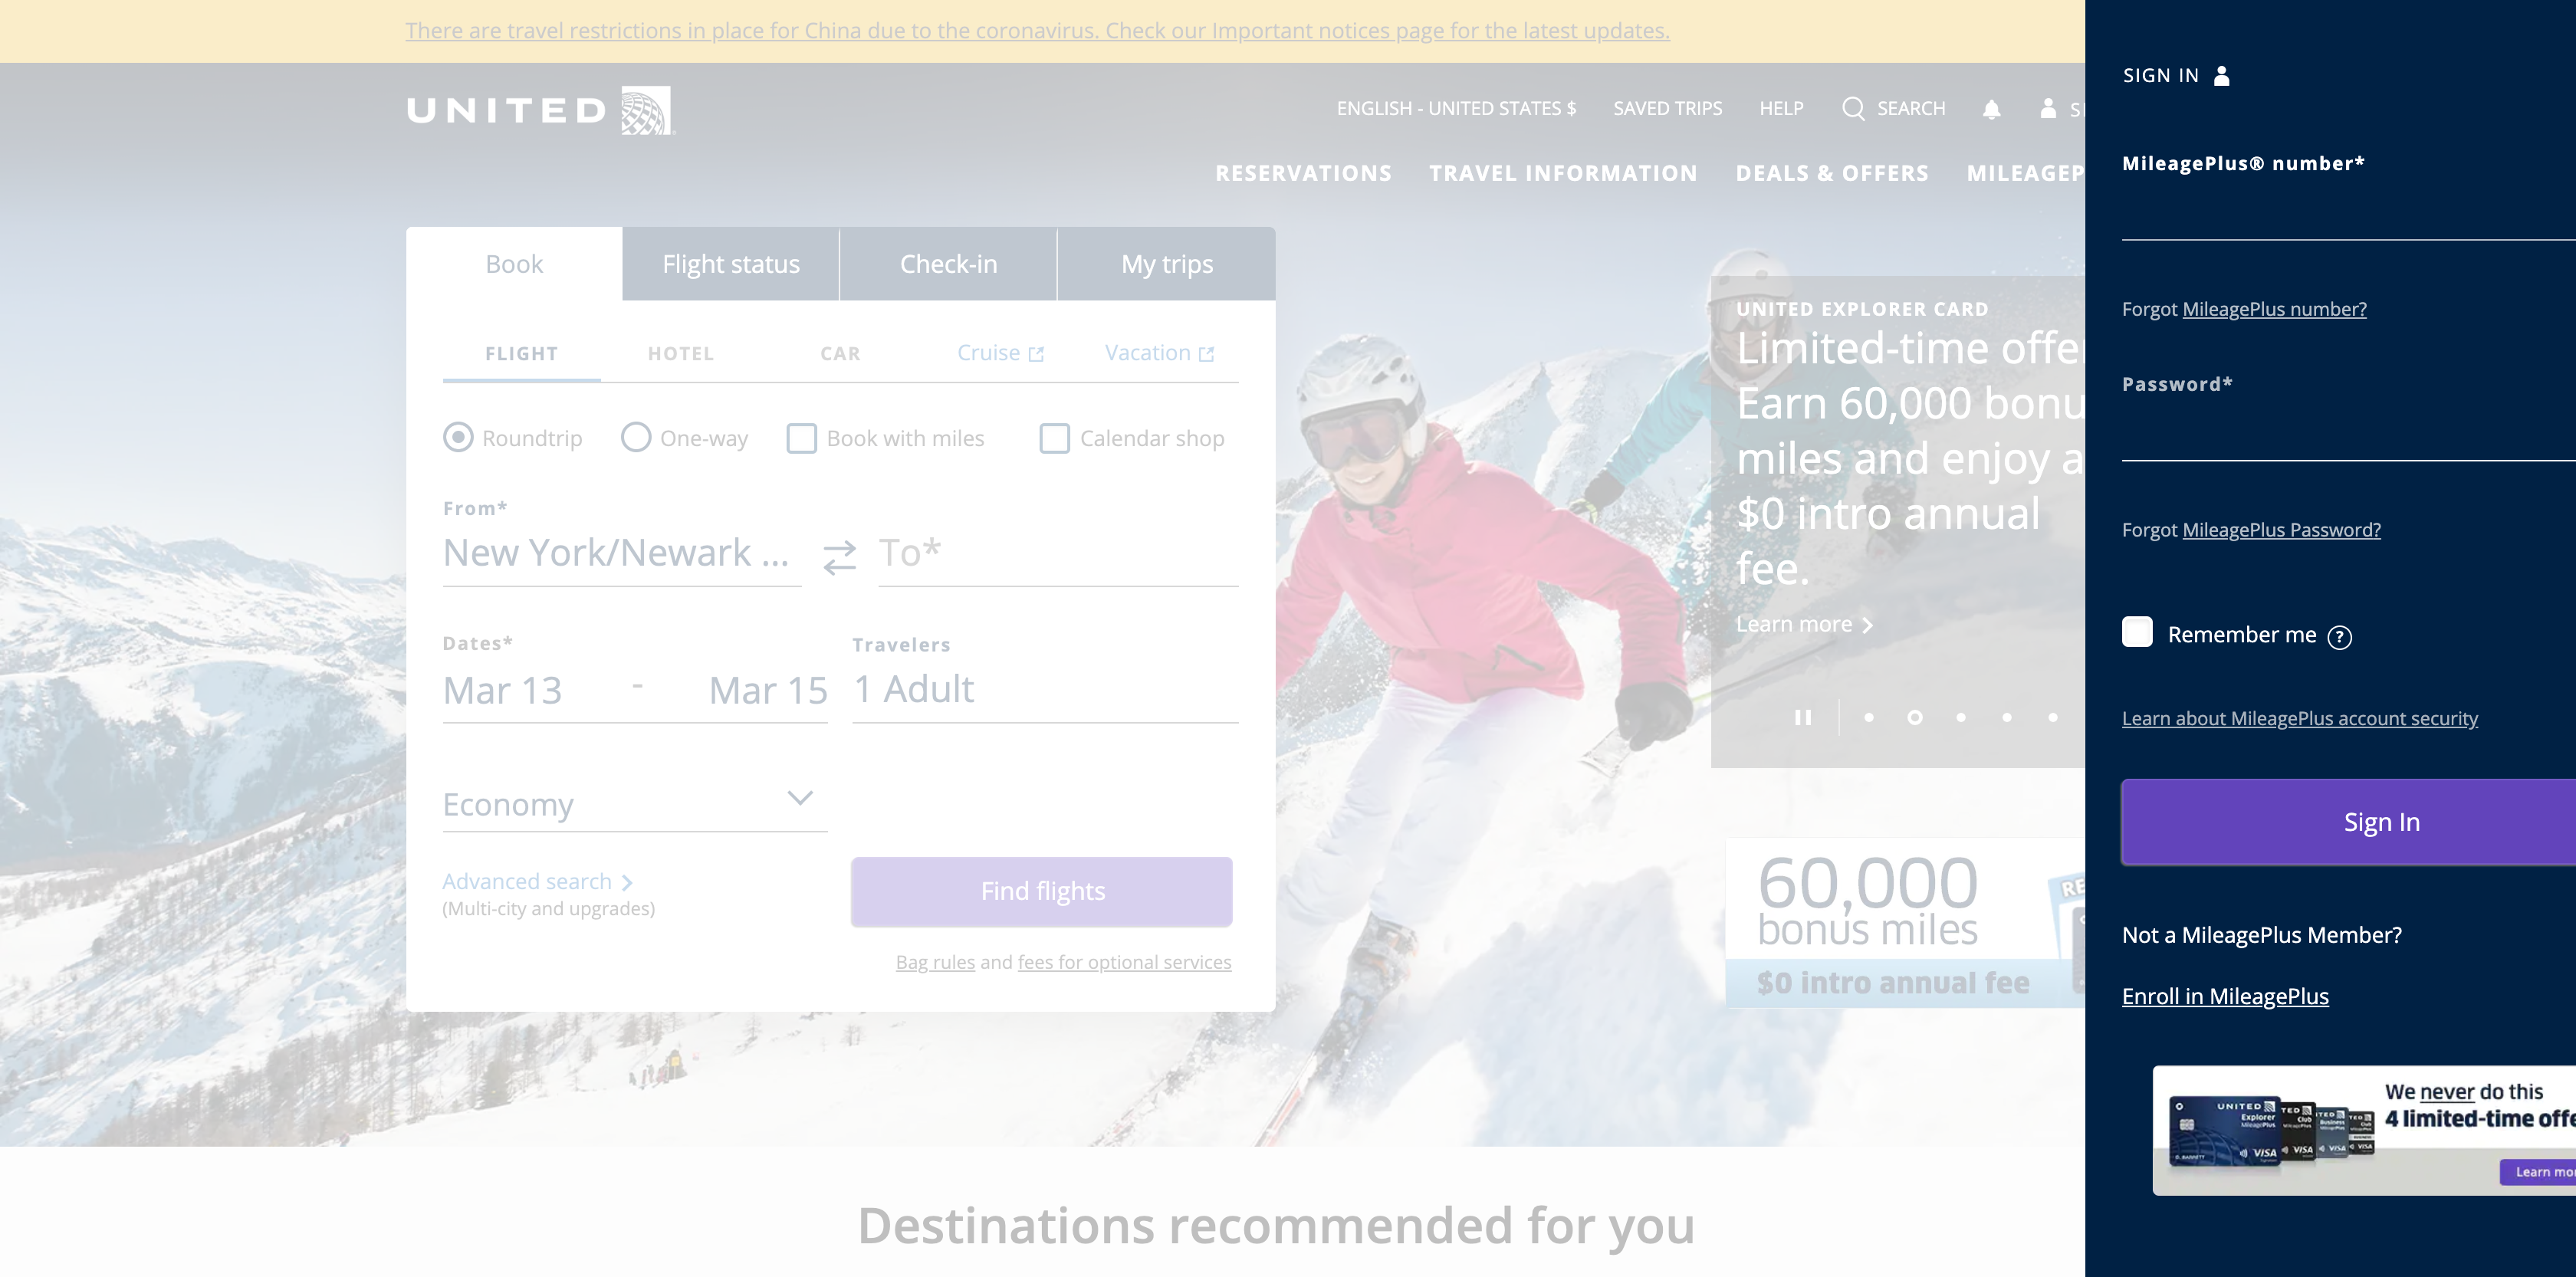 There are travel restrictions in place for China due to the coronavirus. Check our Important notices page for the latest updates.
UNITED
ENGLISH - UNITED STATES $ SAVED TRIPS HELP SEARCH
RESERVATIONS TRAVEL INFORMATION DEALS & OFFERS MILEAGEP
Book Flight status Check-in My trips
FLIGHT HOTEL CAR Cruise Vacation
Roundtrip One-way Book with miles Calendar shop
From*
New York/Newark ... To*
Dates* Travelers
Mar 13 - Mar 15 1 Adult
Economy
Advanced search
(Multi-city and upgrades)
Find flights
Bag rules and fees for optional services
UNITED EXPLORER CARD
Limited-time offer
Earn 60,000 bonu
miles and enjoy a
$0 intro annual
fee.
Learn more
60,000
bonus miles
$0 intro annual fee
RE
Destinations recommended for you
SIGN IN
MileagePlus® number*
Forgot MileagePlus number?
Password*
Forgot MileagePlus Password?
Remember me ?
Learn about MileagePlus account security
Sign In
Not a MileagePlus Member?
Enroll in MileagePlus
We never do this
4 limited-time offe
UNITED
Explorer
MileagePlus
VISA
Learn mo